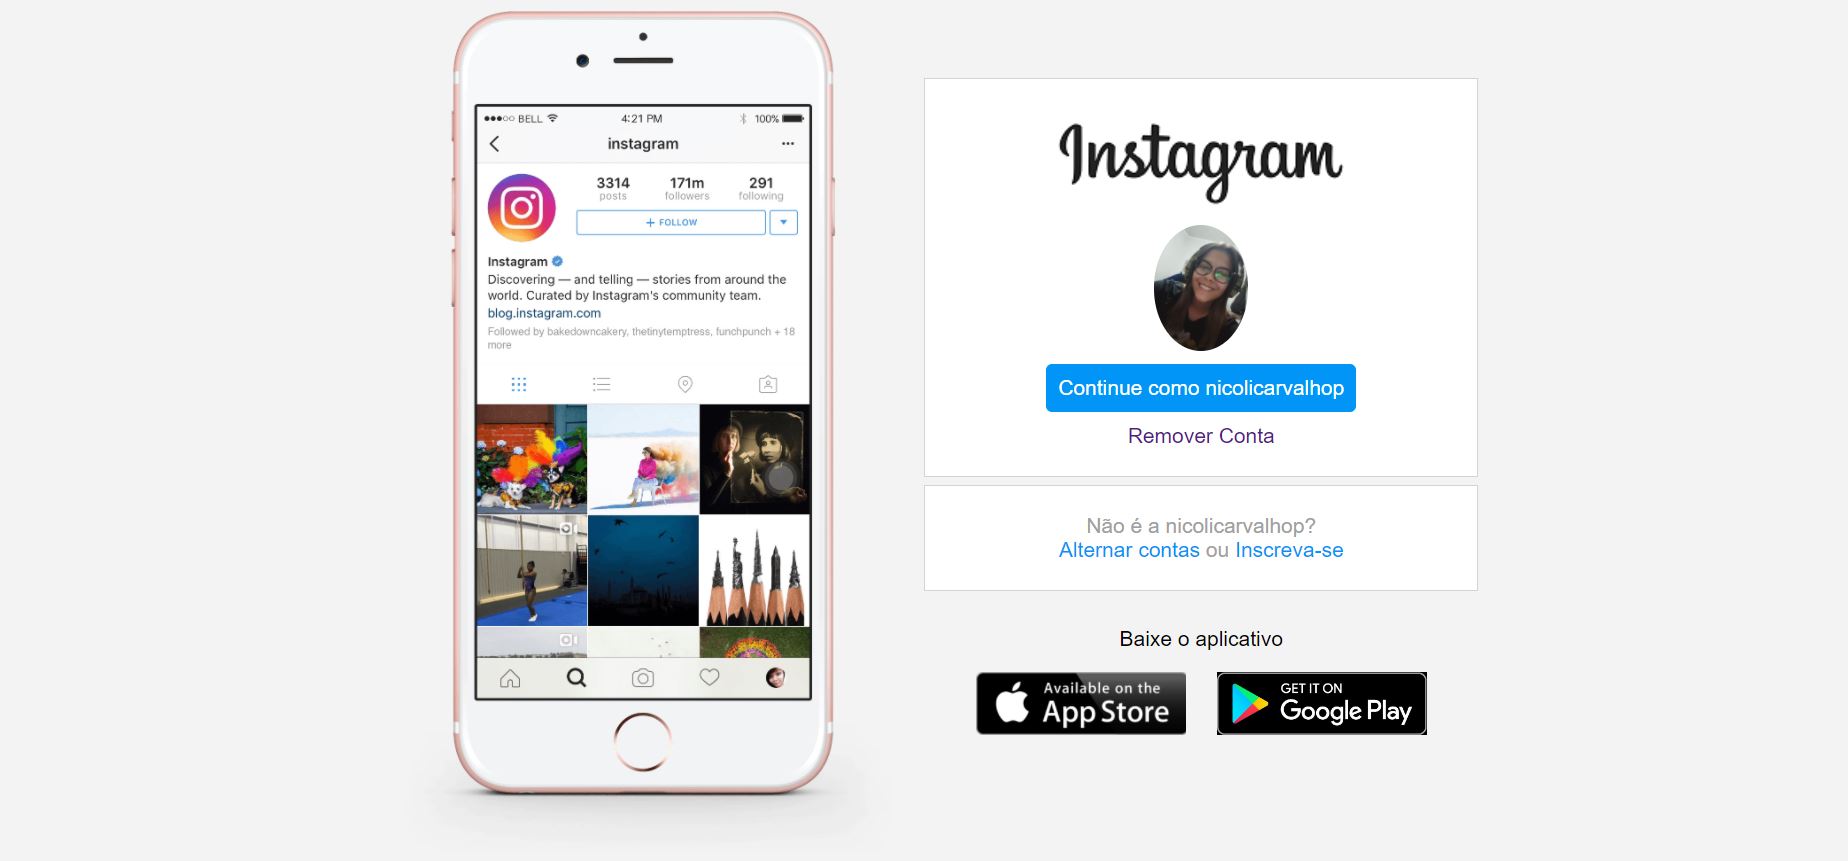 BELL
4:21 PM
100%
instagram
3314
171m
291
posts
followers
following
+ FOLLOW
Instagram
Discovering — and telling — stories from around the
world. Curated by Instagram's community team.
blog.instagram.com
Followed by bakedowncakery, thetinytemptress, funchpunch + 18
more
Instagram
Continue como nicolicarvalhop
Remover Conta
Não é a nicolicarvalhop?
Alternar contas ou Inscreva-se
Baixe o aplicativo
Available on the
App Store
GET IT ON
Google Play